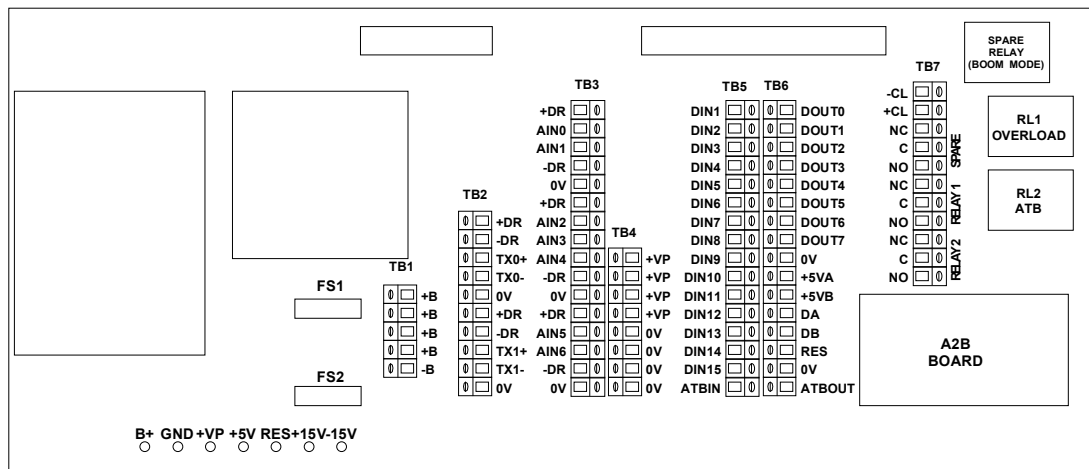 SPARE
RELAY
(BOOM MODE)
RL1
OVERLOAD
RL2
ATB
A2B
BOARD
TB7
-CL
+CL
NC
C
NO
NC
C
NO
NC
C
NO
SPARE
RELAY 1
RELAY 2
TB5
DIN1
DIN2
DIN3
DIN4
DIN5
DIN6
DIN7
DIN8
DIN9
DIN10
DIN11
DIN12
DIN13
DIN14
DIN15
ATBIN
TB6
DOUT0
DOUT1
DOUT2
DOUT3
DOUT4
DOUT5
DOUT6
DOUT7
0V
+5VA
+5VB
DA
DB
RES
0V
ATBOUT
TB3
+DR
AIN0
AIN1
-DR
0V
+DR
AIN2
AIN3
AIN4
-DR
0V
+DR
AIN5
AIN6
-DR
0V
TB4
+VP
+VP
+VP
+VP
0V
0V
0V
0V
TB2
+DR
-DR
TX0+
TX0-
0V
+DR
-DR
TX1+
TX1-
0V
TB1
+B
+B
+B
+B
-B
FS1
FS2
B+ GND +VP +5V RES +15V -15V